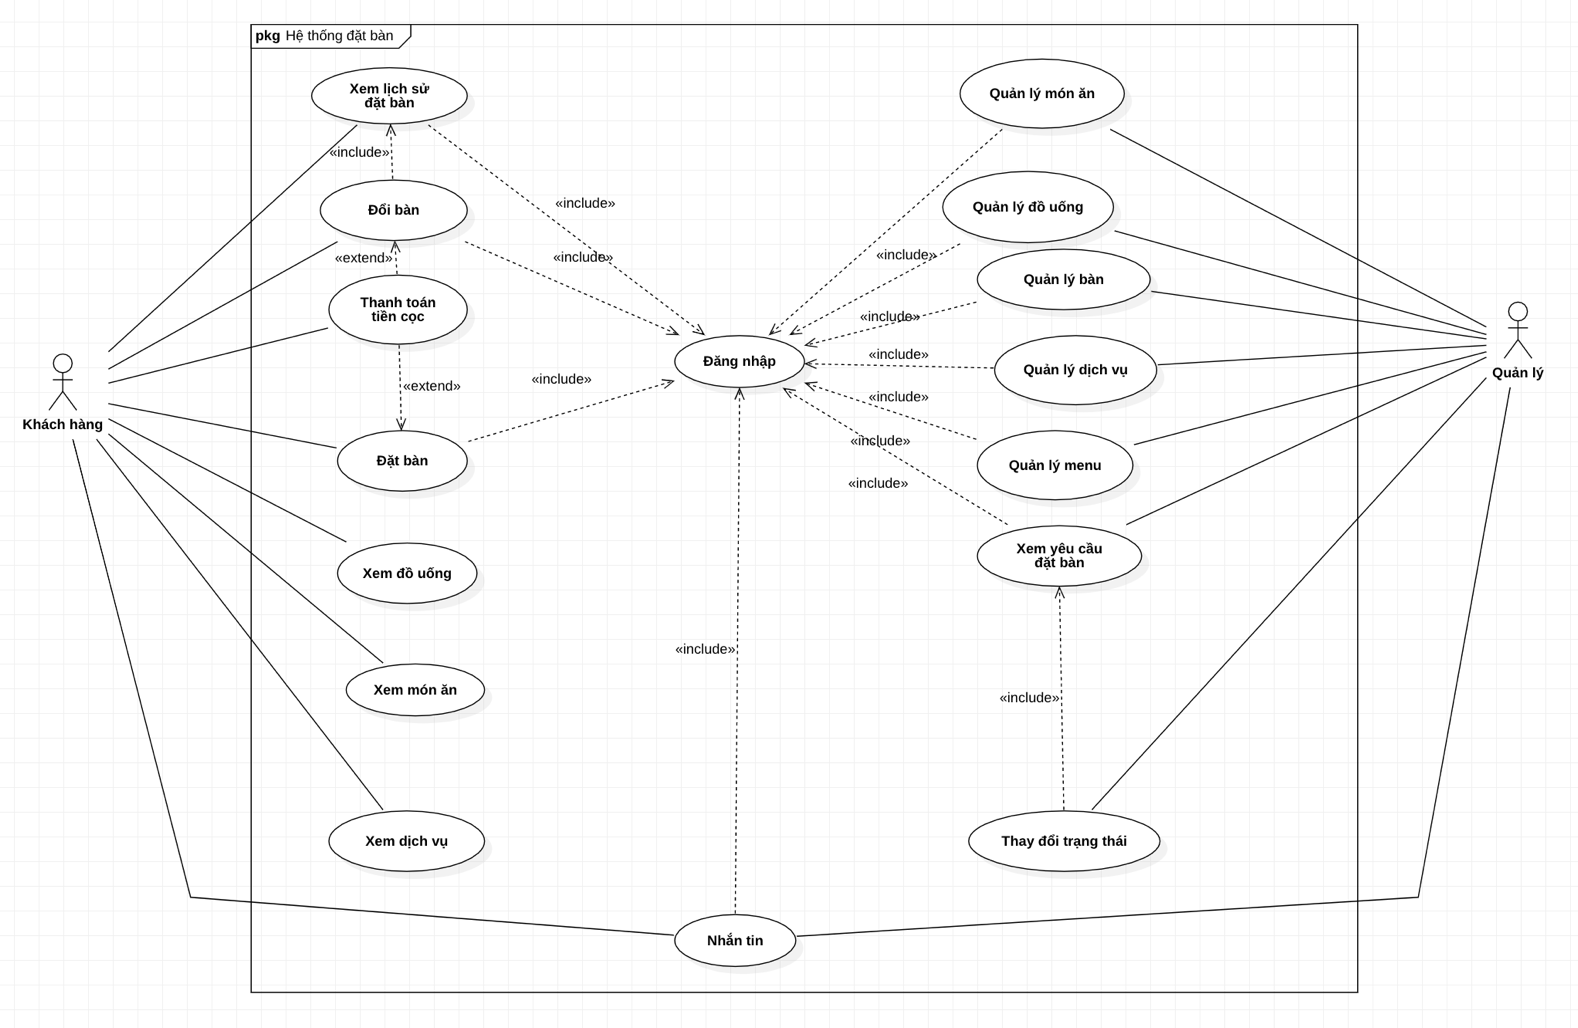 pkg Hệ thống đặt bàn
Xem lịch sử
đặt bàn
Quản lý món ăn
«include»
«include»
Đổi bàn
Quản lý đồ uống
«extend»
«include»
«include»
Quản lý bàn
Thanh toán
tiền cọc
«include»
Đăng nhập
«include»
Quản lý dịch vụ
Quản lý
«extend»
«include»
«include»
Khách hàng
«include»
Đặt bàn
Quản lý menu
«include»
Xem yêu cầu
đặt bàn
Xem đồ uống
«include»
Xem món ăn
«include»
Xem dịch vụ
Thay đổi trạng thái
Nhắn tin